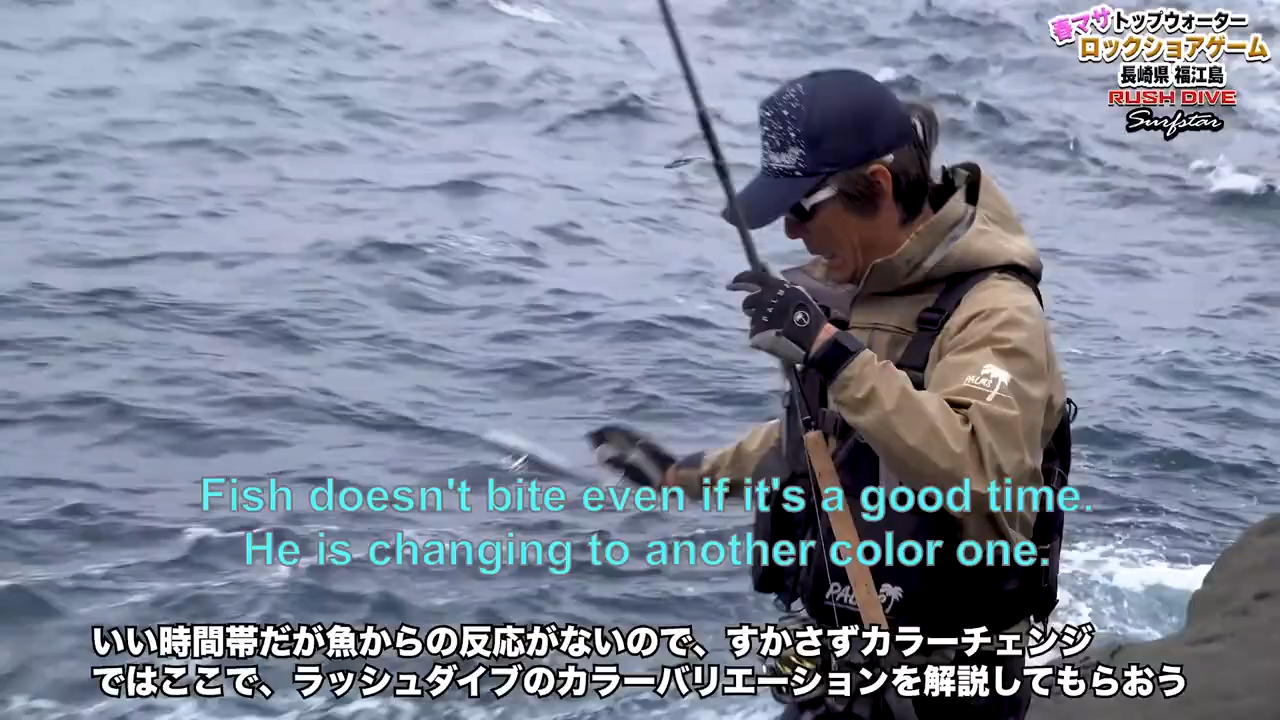 春マサトップウォーター
ロックショアゲーム
長崎県 福江島
RUSH DIVE
Surfstar
PALMS
PALMS
Fish doesn't bite even if it's a good time.
He is changing to another color one.
PALMS
いい時間帯だが魚からの反応がないので、すかさずカラーチェンジ
ではここで、ラッシュダイブのカラーバリエーションを解説してもらおう